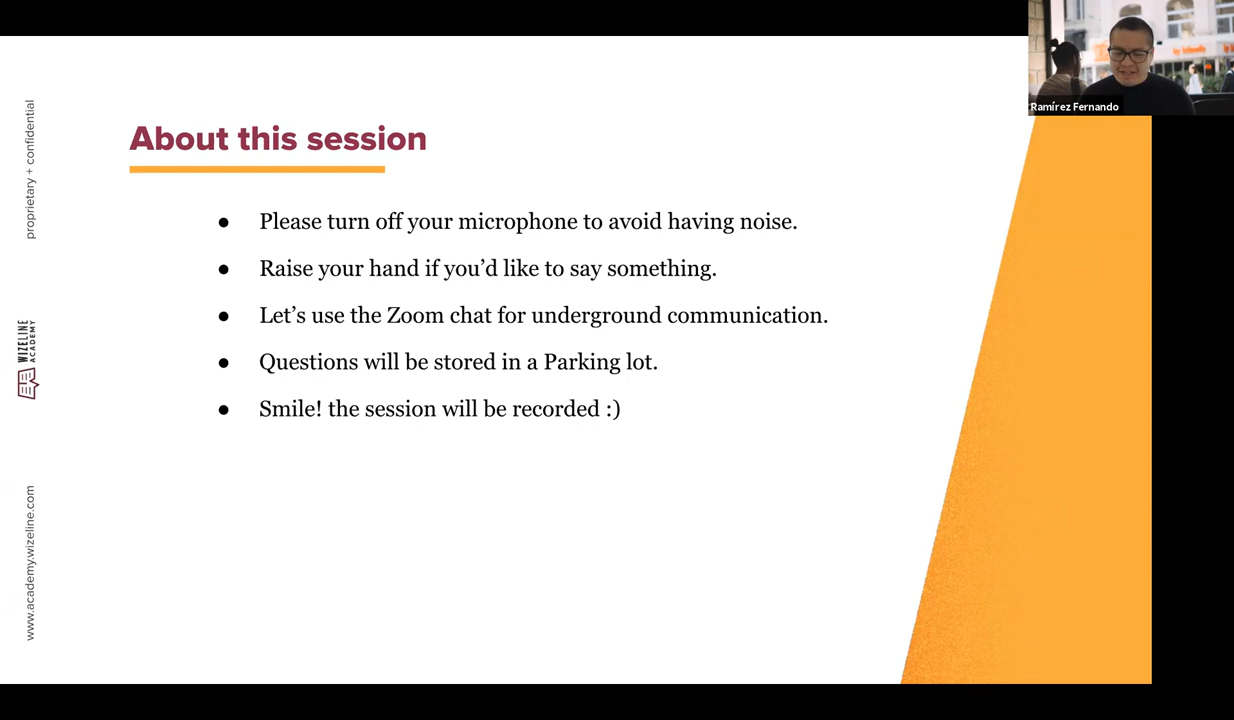 Ramírez Fernando
proprietary + confidential
WIZELINE
ACADEMY
www.academy.wizeline.com
About this session
● Please turn off your microphone to avoid having noise.
● Raise your hand if you’d like to say something.
● Let’s use the Zoom chat for underground communication.
● Questions will be stored in a Parking lot.
● Smile! the session will be recorded :)